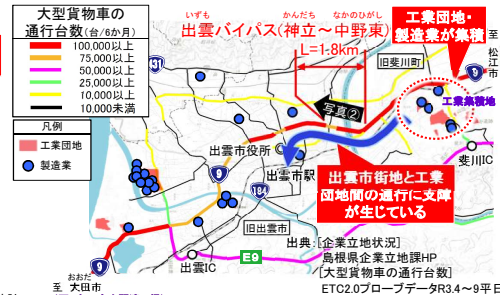 大型貨物車の
通行台数(台/6か月)
100,000以上
75,000以上
50,000以上
25,000以上
10,000以上
10,000未満
凡例
工業団地
製造業
いずも
かんだち
なかのひがし
出雲バイパス(神立～中野東)
L=1.8km
工業団地・
製造業が集積
至
松江
9
431
旧斐川町
写真②
工業集積地
出雲市役所
出雲市駅
斐川IC
9
184
出雲市街地と工業
団地間の通行に支障
が生じている
旧出雲市
E9
出雲IC
9
おおだ
至 大田市
出典：[企業立地状況]
島根県企業立地課HP
[大型貨物車の通行台数]
ETC2.0プローブデータR3.4～9平日